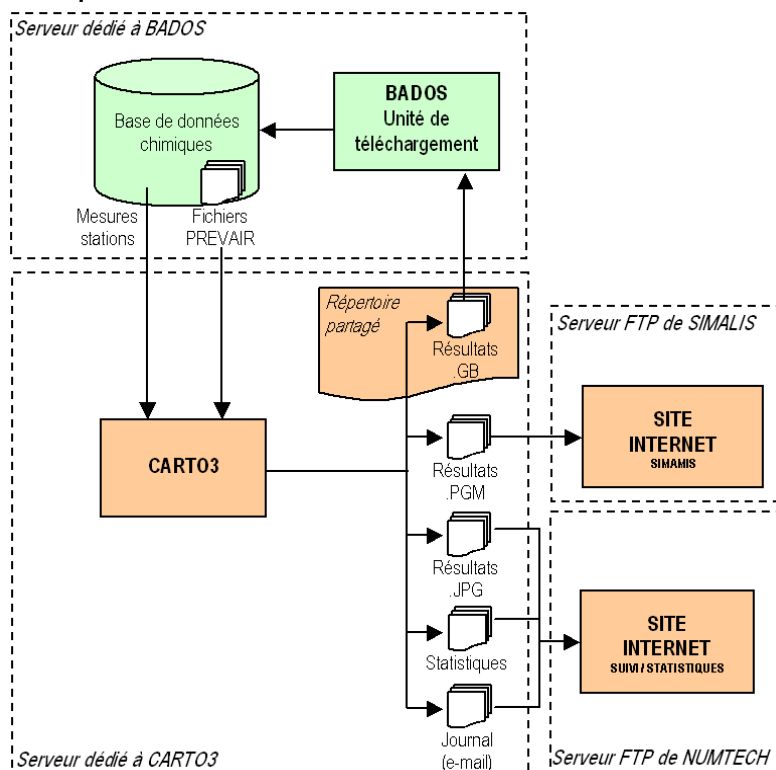 Serveur dédié à BADOS
Base de données
chimiques
BADOS
Unité de
téléchargement
Mesures
stations
Fichiers
PREVAIR
Répertoire
partagé
Résultats
.GB
Serveur FTP de SIMALIS
CARTO3
Résultats
.PGM
SITE
INTERNET
SIMAMIS
Résultats
.JPG
Statistiques
SITE
INTERNET
SUIVI / STATISTIQUES
Journal
(e-mail)
Serveur dédié à CARTO3
Serveur FTP de NUMTECH